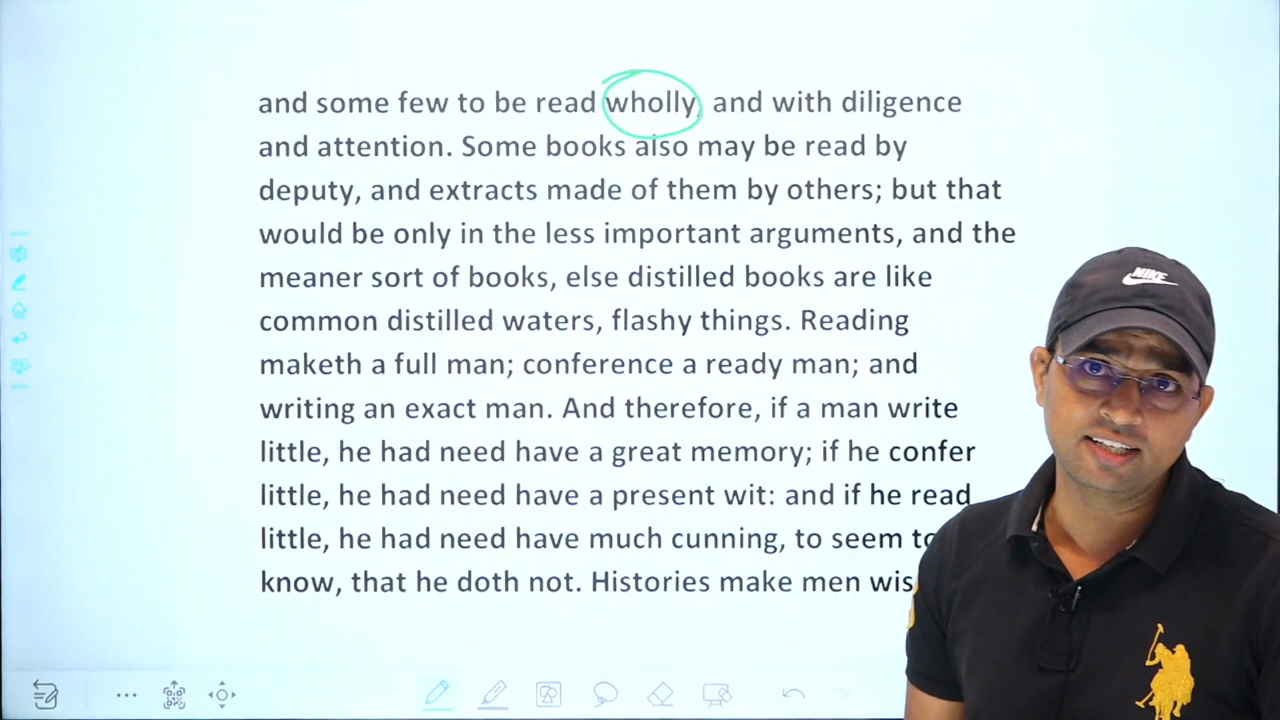 and some few to be read wholly, and with diligence
and attention. Some books also may be read by
deputy, and extracts made of them by others; but that
would be only in the less important arguments, and the
meaner sort of books, else distilled books are like
common distilled waters, flashy things. Reading
maketh a full man; conference a ready man; and
writing an exact man. And therefore, if a man write
little, he had need have a great memory; if he confer
little, he had need have a present wit: and if he read
little, he had need have much cunning, to seem to
know, that he doth not. Histories make men wis
NIKE